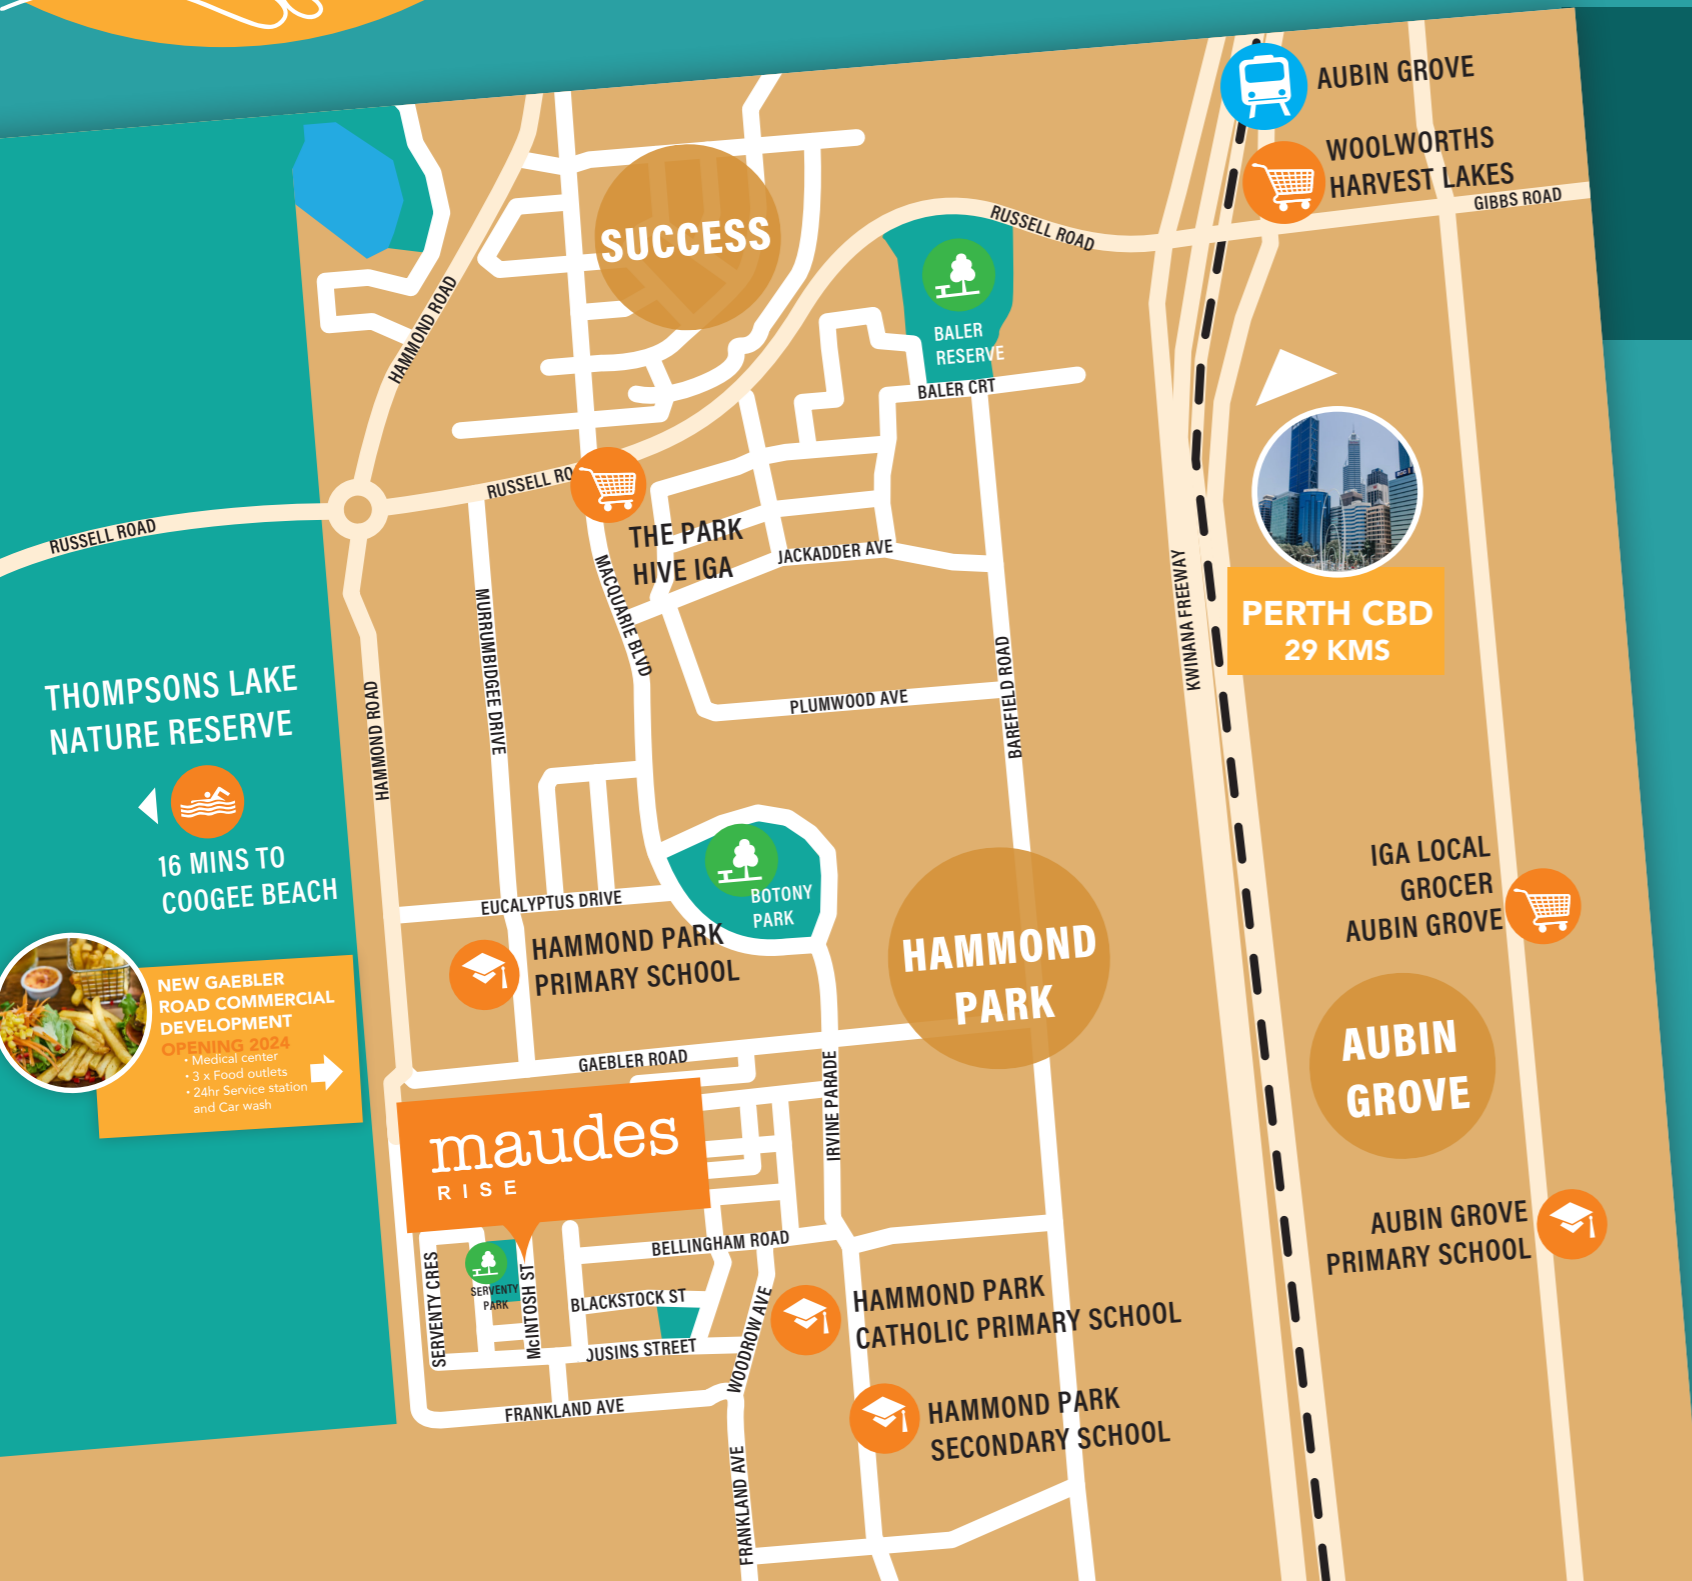 AUBIN GROVE
WOOLWORTHS
HARVEST LAKES
GIBBS ROAD
SUCCESS
RUSSELL ROAD
BALER
RESERVE
BALER CRT
HAMMOND ROAD
RUSSELL RO
RUSSELL ROAD
THE PARK
HIVE IGA
JACKADDER AVE
MACQUARIE BLVD
MURRUMBIDGEE DRIVE
PERTH CBD
29 KMS
KWINANA FREEWAY
BAREFIELD ROAD
PLUMWOOD AVE
THOMPSONS LAKE
NATURE RESERVE
HAMMOND ROAD
16 MINS TO
COOGEE BEACH
EUCALYPTUS DRIVE
BOTONY
PARK
HAMMOND PARK
PRIMARY SCHOOL
HAMMOND
PARK
IGA LOCAL
GROCER
AUBIN GROVE
AUBIN
GROVE
NEW GAEBLER
ROAD COMMERCIAL
DEVELOPMENT
OPENING 2024
• Medical center
• 3 x Food outlets
• 24hr Service station
and Car wash
GAEBLER ROAD
IRVINE PARADE
maudes
RISE
AUBIN GROVE
PRIMARY SCHOOL
BELLINGHAM ROAD
SERVENTY CRES
SERVENTY
PARK
McINTOSH ST
BLACKSTOCK ST
OUSINS STREET
WOODROW AVE
HAMMOND PARK
CATHOLIC PRIMARY SCHOOL
HAMMOND PARK
SECONDARY SCHOOL
FRANKLAND AVE
FRANKLAND AVE